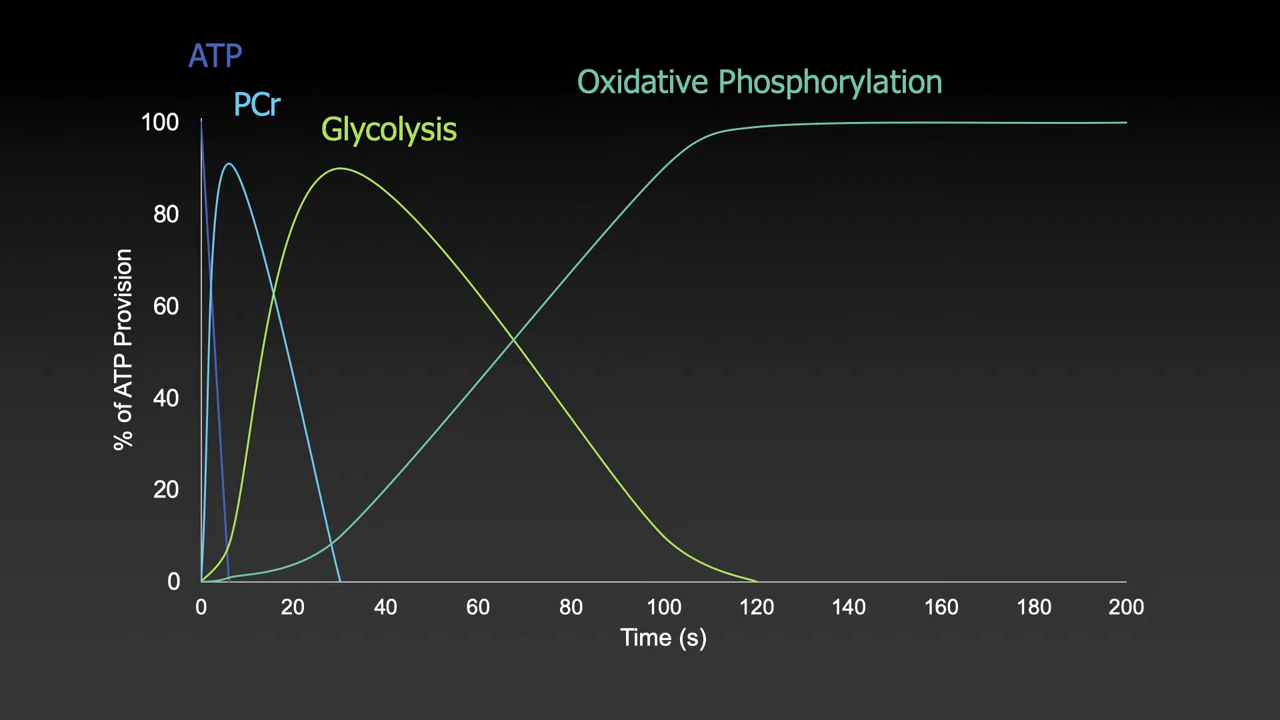 ATP
PCr
Glycolysis
Oxidative Phosphorylation
% of ATP Provision
100
80
60
40
20
0
0 20 40 60 80 100 120 140 160 180 200
Time (s)